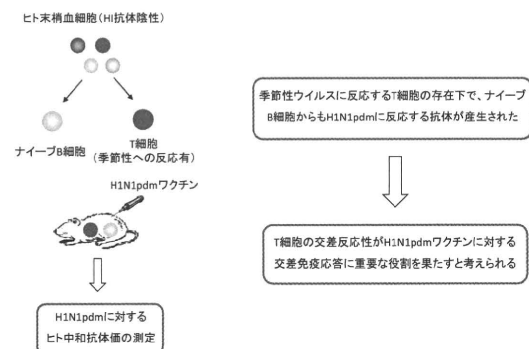 ヒト末梢血細胞(HI抗体陰性)
ナイーブB細胞
T細胞
(季節性への反応有)
H1N1pdmワクチン
H1N1pdmに対する
ヒト中和抗体価の測定
季節性ウイルスに反応するT細胞の存在下で、ナイーブ
B細胞からもH1N1pdmに反応する抗体が産生された
T細胞の交差反応性がH1N1pdmワクチンに対する
交差免疫応答に重要な役割を果たすと考えられる